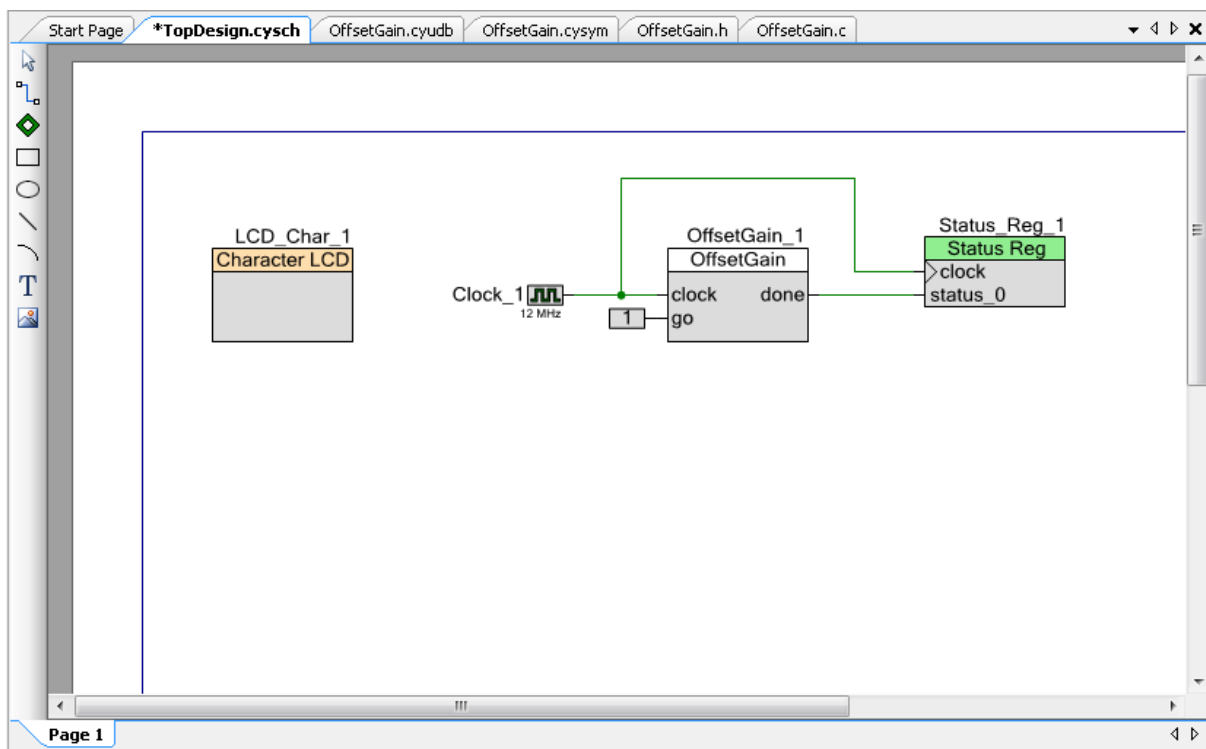 Start Page
*TopDesign.cysch
OffsetGain.cyudb
OffsetGain.cysym
OffsetGain.h
OffsetGain.c
T
LCD_Char_1
Character LCD
Clock_1
12 MHz
1
OffsetGain_1
OffsetGain
clock
done
go
Status_Reg_1
Status Reg
clock
status_0
Page 1